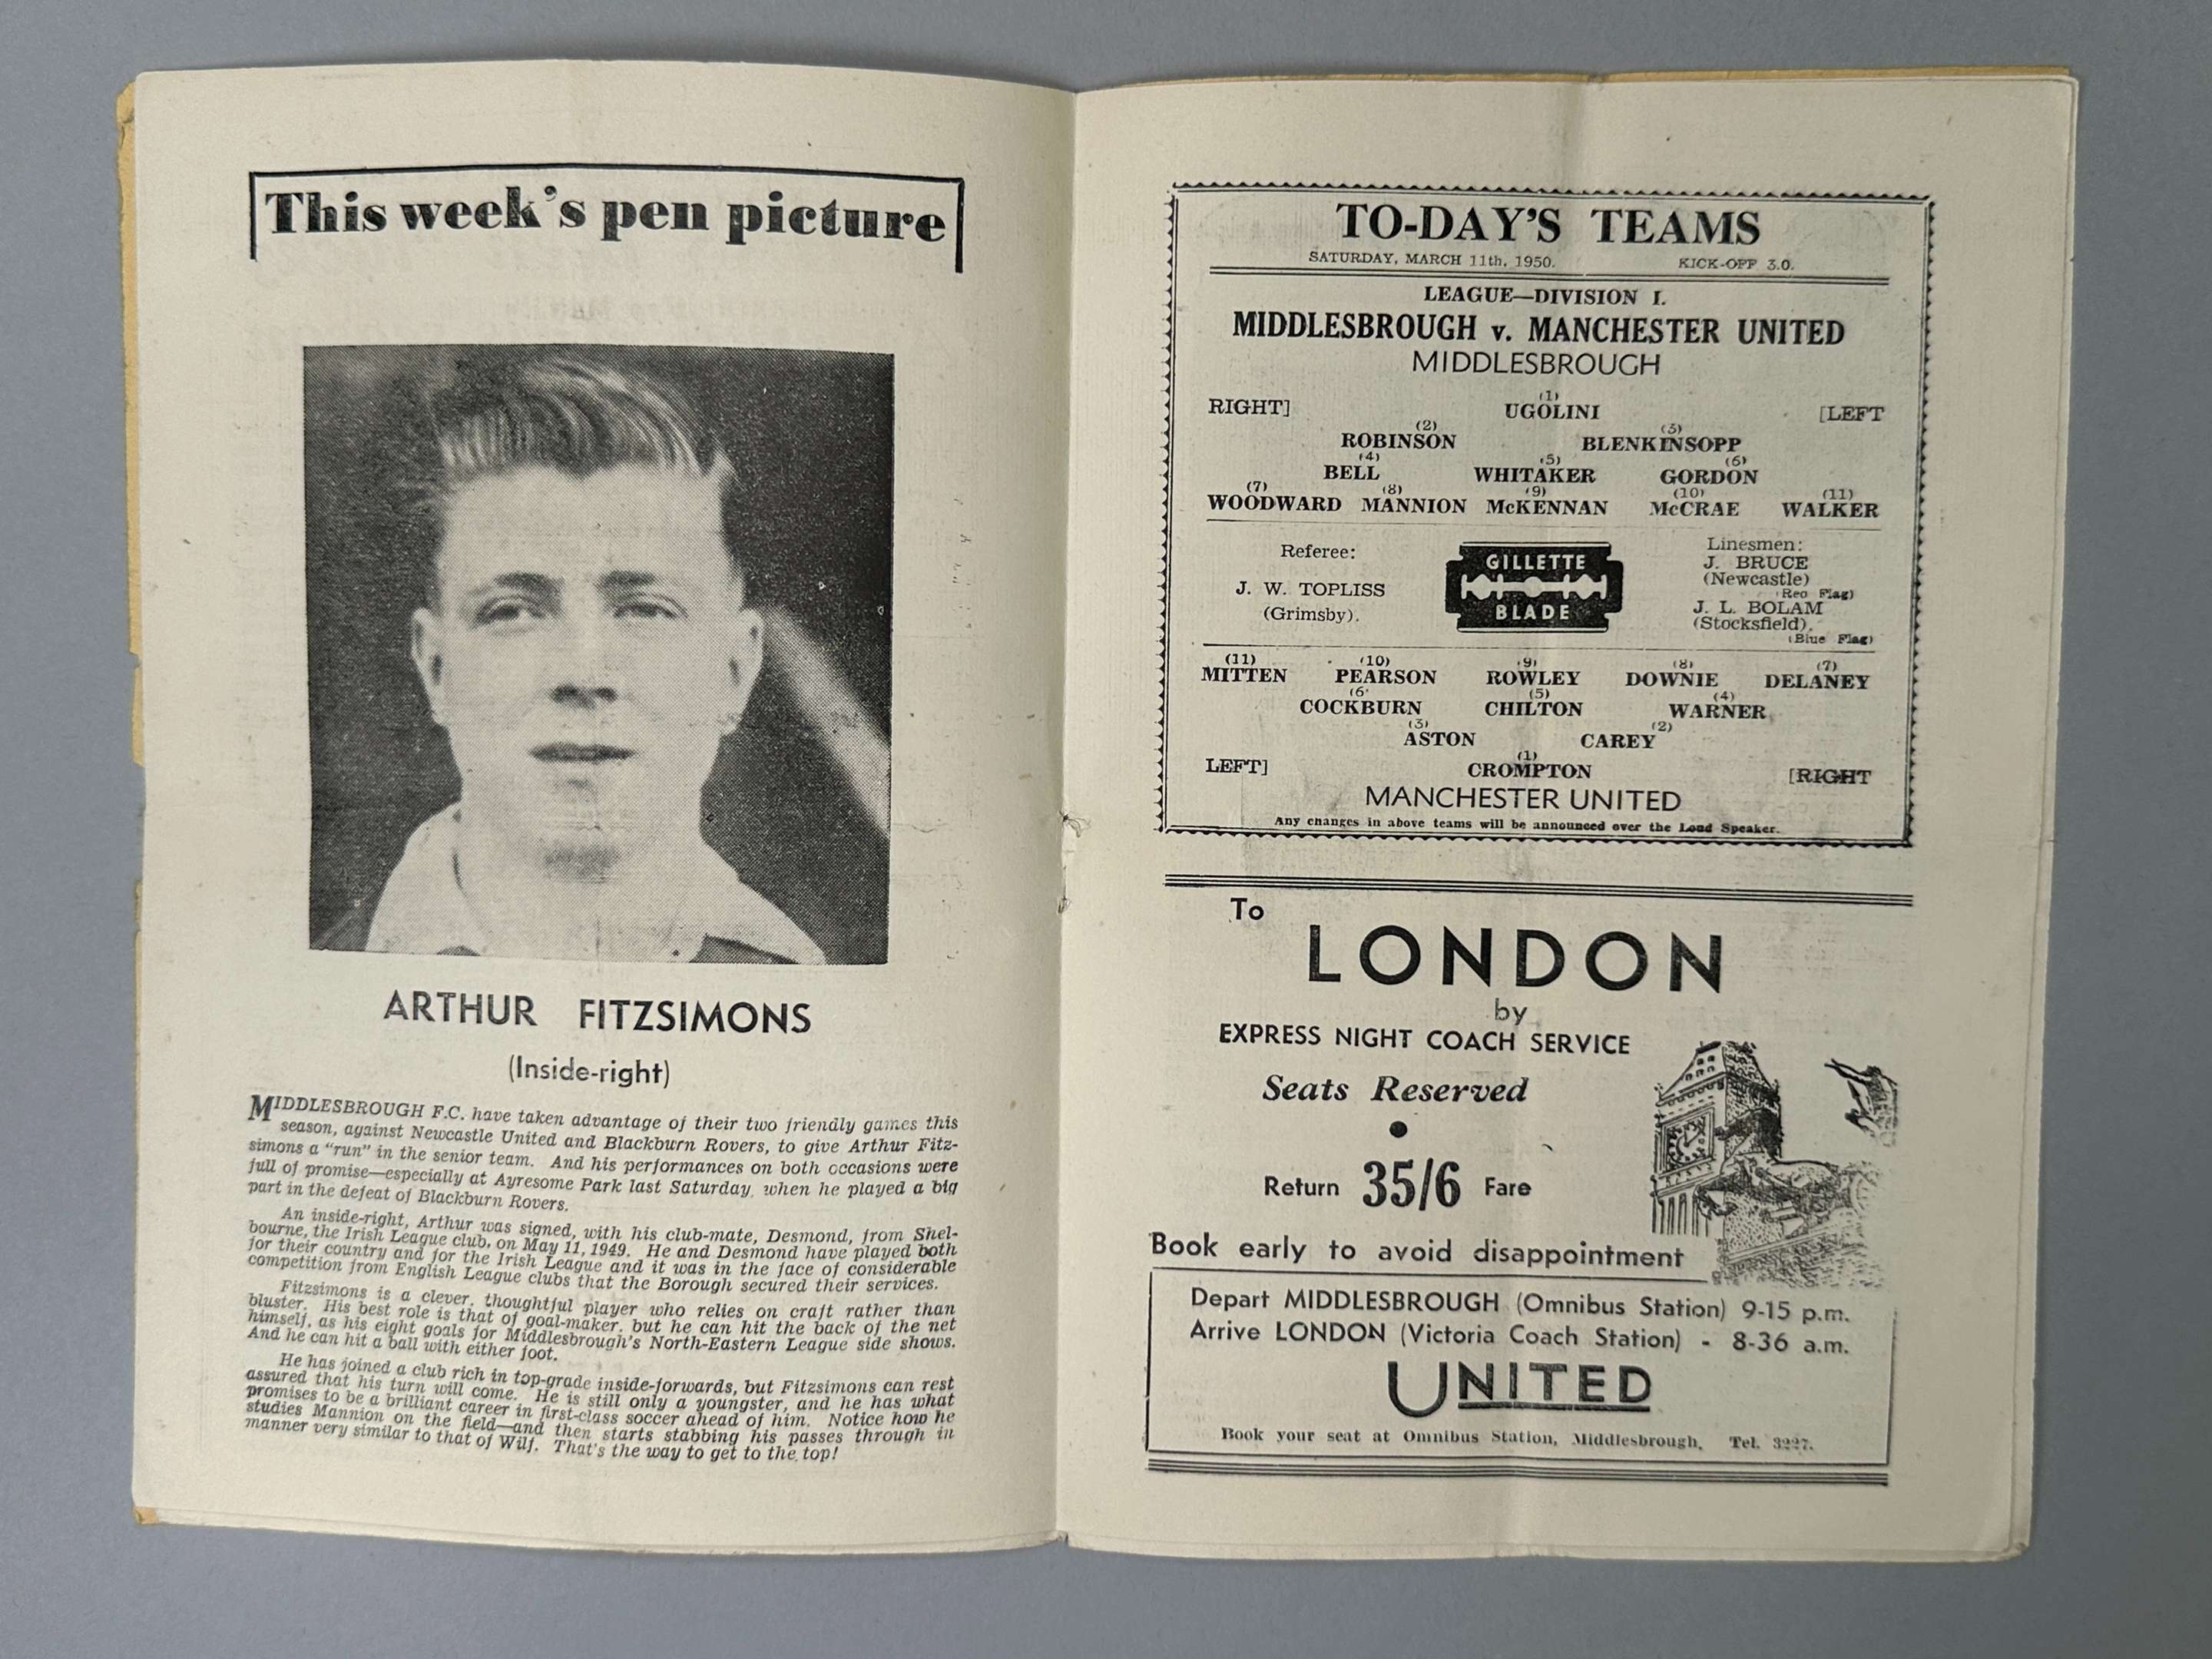 This week's pen picture
ARTHUR FITZSIMONS
(Inside-right)
MIDDLESBROUGH F.C. have taken advantage of their two friendly games this
season, against Newcastle United and Blackburn Rovers, to give Arthur Fitz-
simons a "run" in the senior team. And his performances on both occasions were
full of promise—especially at Ayresome Park last Saturday, when he played a big
part in the defeat of Blackburn Rovers.
An inside-right, Arthur was signed, with his club-mate, Desmond, from Shel-
bourne, the Irish League club, on May 11, 1949. He and Desmond have played both
for their country and for the Irish League and it was in the face of considerable
competition from English League clubs that the Borough secured their services.
Fitzsimons is a clever, thoughtful player who relies on craft rather than
bluster. His best role is that of goal-maker, but he can hit the back of the net
himself, as his eight goals for Middlesbrough's North-Eastern League side shows.
And he can hit a ball with either foot.
He has joined a club rich in top-grade inside-forwards, but Fitzsimons can rest
assured that his turn will come. He is still only a youngster, and he has what
promises to be a brilliant career in first-class soccer ahead of him. Notice how he
studies Mannion on the field—and then starts stabbing his passes through in
manner very similar to that of Wilf. That's the way to get to the top!
TO-DAY'S TEAMS
SATURDAY, MARCH 11th, 1950. KICK-OFF 3.0.
LEAGUE—DIVISION I.
MIDDLESBROUGH v. MANCHESTER UNITED
MIDDLESBROUGH
(1)
RIGHT] UGOLINI [LEFT
(2) (3)
ROBINSON BLENKINSOPP
(4) (5) (6)
BELL WHITAKER GORDON
(7) (8) (9) (10) (11)
WOODWARD MANNION McKENNAN McCRAE WALKER
Referee:
J. W. TOPLISS
(Grimsby).
GILLETTE
BLADE
Linesmen:
J. BRUCE
(Newcastle)
(Red Flag)
J. L. BOLAM
(Stocksfield).
(Blue Flag)
(11) (10) (9) (8) (7)
MITTEN PEARSON ROWLEY DOWNIE DELANEY
(6) (5) (4)
COCKBURN CHILTON WARNER
(3) (2)
ASTON CAREY
(1)
LEFT] CROMPTON [RIGHT
MANCHESTER UNITED
Any changes in above teams will be announced over the Loud Speaker.
To
LONDON
by
EXPRESS NIGHT COACH SERVICE
Seats Reserved
Return 35/6 Fare
Book early to avoid disappointment
Depart MIDDLESBROUGH (Omnibus Station) 9-15 p.m.
Arrive LONDON (Victoria Coach Station) - 8-36 a.m.
UNITED
Book your seat at Omnibus Station, Middlesbrough. Tel. 3227.